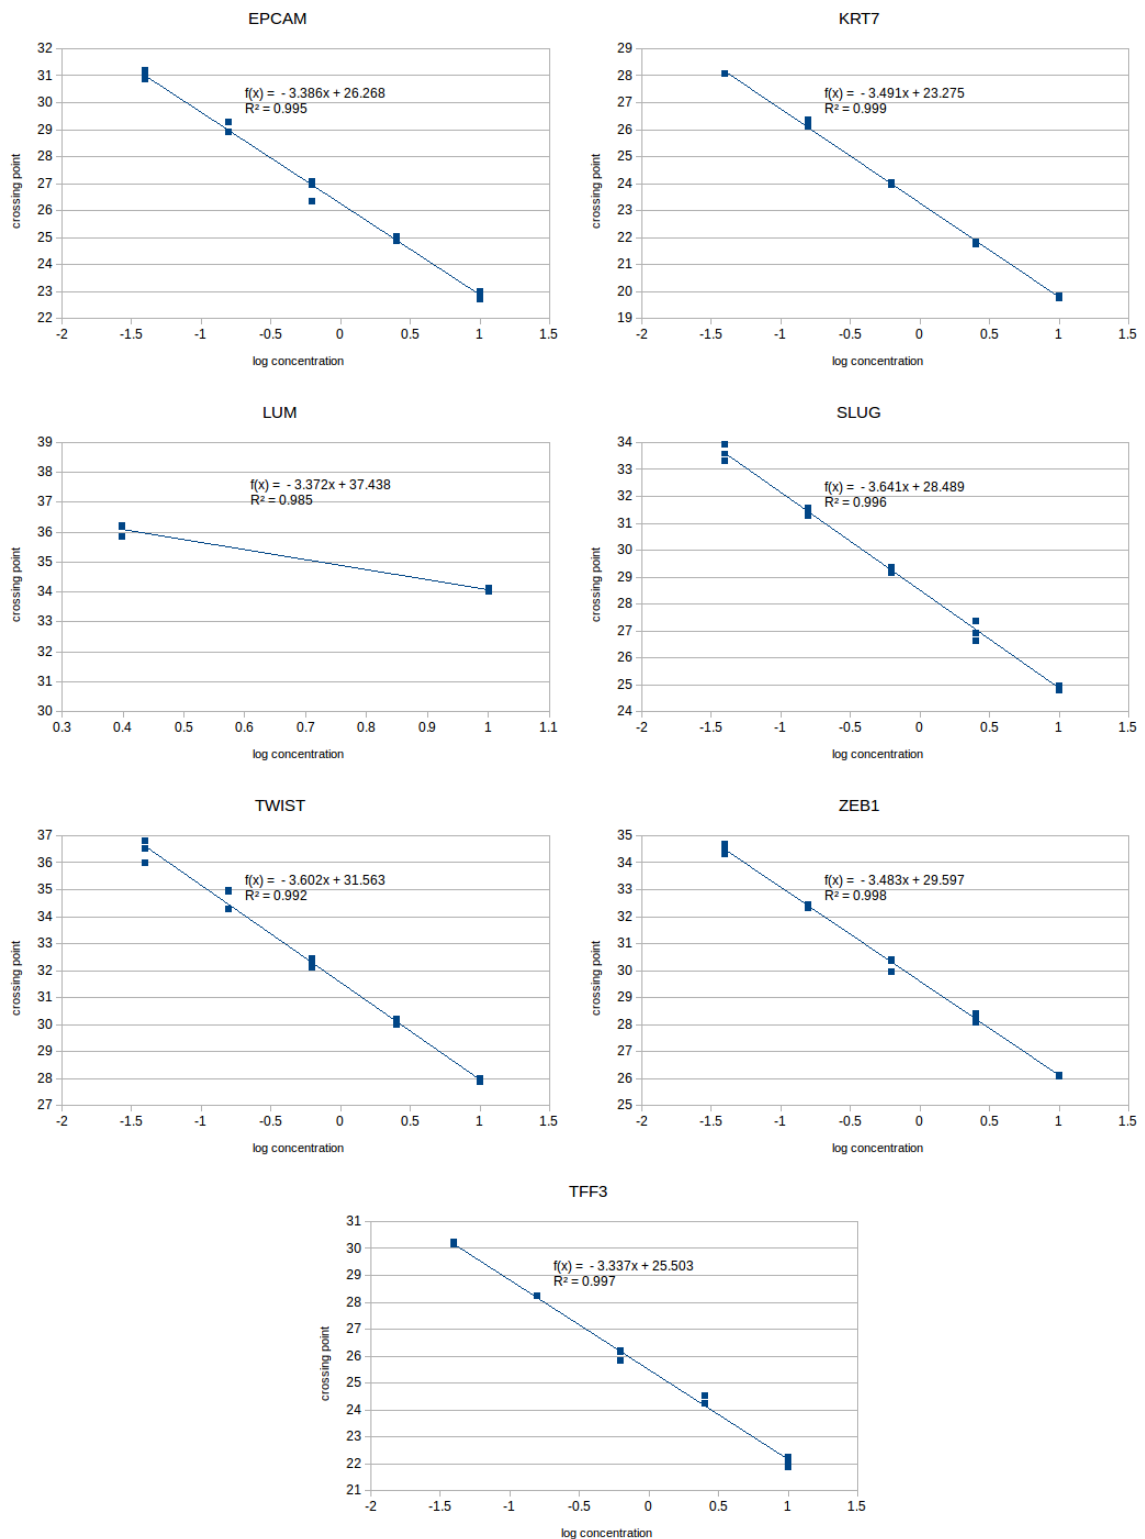 EPCAM
32
31
30
29
28
27
26
25
24
23
22
crossing point
f(x) = - 3.386x + 26.268
R² = 0.995
-2 -1.5 -1 -0.5 0 0.5 1 1.5
log concentration
KRT7
29
28
27
26
25
24
23
22
21
20
19
crossing point
f(x) = - 3.491x + 23.275
R² = 0.999
-2 -1.5 -1 -0.5 0 0.5 1 1.5
log concentration
LUM
39
38
37
36
35
34
33
32
31
30
crossing point
f(x) = - 3.372x + 37.438
R² = 0.985
0.3 0.4 0.5 0.6 0.7 0.8 0.9 1 1.1
log concentration
SLUG
34
33
32
31
30
29
28
27
26
25
24
crossing point
f(x) = - 3.641x + 28.489
R² = 0.996
-2 -1.5 -1 -0.5 0 0.5 1 1.5
log concentration
TWIST
37
36
35
34
33
32
31
30
29
28
27
crossing point
f(x) = - 3.602x + 31.563
R² = 0.992
-2 -1.5 -1 -0.5 0 0.5 1 1.5
log concentration
ZEB1
35
34
33
32
31
30
29
28
27
26
25
crossing point
f(x) = - 3.483x + 29.597
R² = 0.998
-2 -1.5 -1 -0.5 0 0.5 1 1.5
log concentration
TFF3
31
30
29
28
27
26
25
24
23
22
21
crossing point
f(x) = - 3.337x + 25.503
R² = 0.997
-2 -1.5 -1 -0.5 0 0.5 1 1.5
log concentration